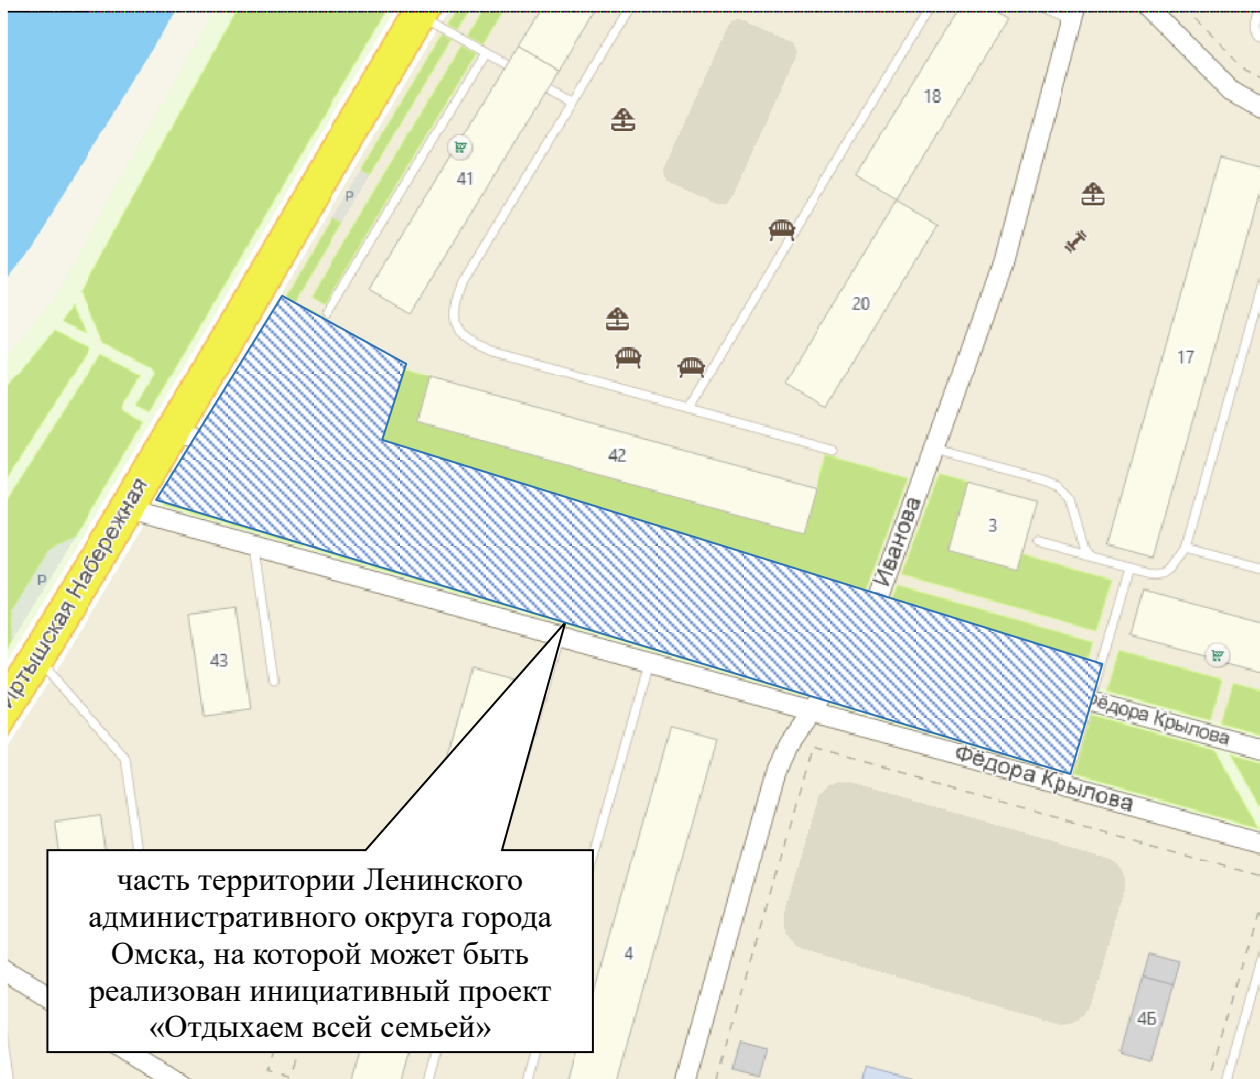 18
41
P
20
17
42
3
Иванова
Иртышская Набережная
P
43
Фёдора Крылова
Фёдора Крылова
часть территории Ленинского
административного округа города
Омска, на которой может быть
реализован инициативный проект
«Отдыхаем всей семьей»
4
4Б